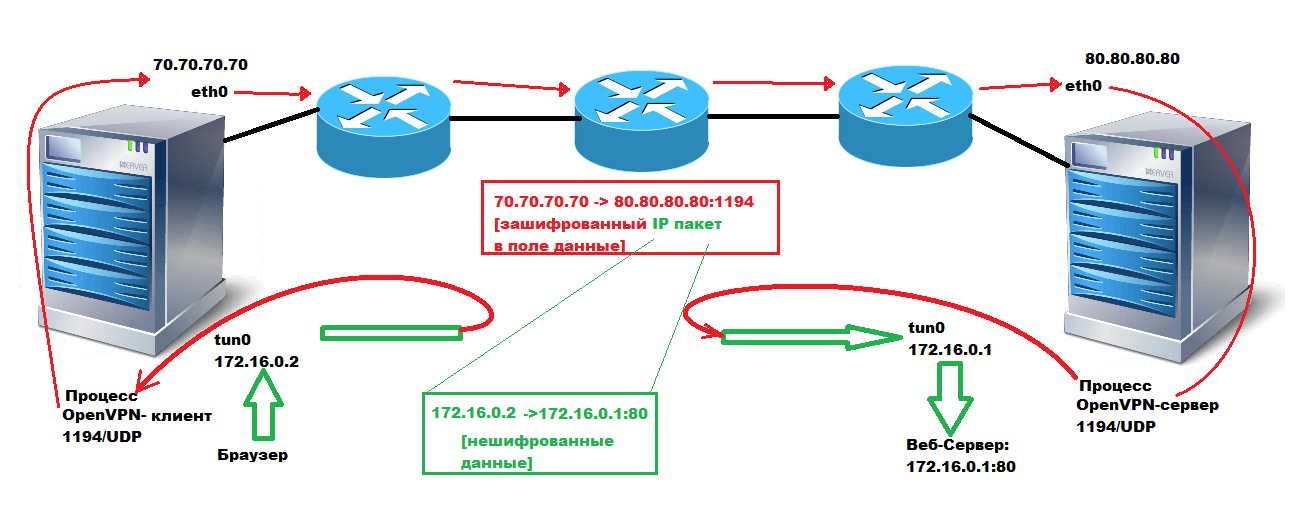 70.70.70.70
eth0
80.80.80.80
eth0
ERVER
ERVER
70.70.70.70 -> 80.80.80.80:1194
[зашифрованный IP пакет
в поле данные]
tun0
172.16.0.2
tun0
172.16.0.1
Процесс
OpenVPN- клиент
1194/UDP
Браузер
172.16.0.2 ->172.16.0.1:80
[нешифрованные
данные]
Процесс
OpenVPN-сервер
1194/UDP
Веб-Сервер:
172.16.0.1:80